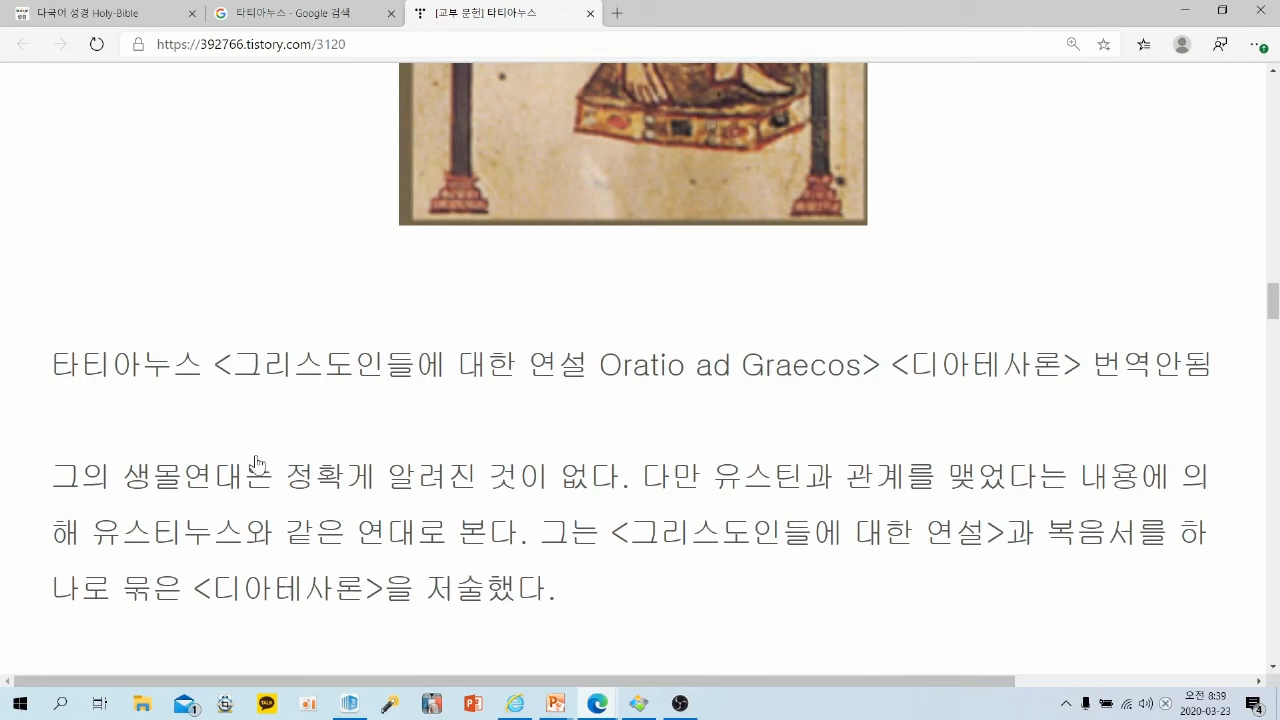 다국어 성경 Holy-Bible
타티아누스 - Google 검색
[교부 문헌] 타티아누스
https://392766.tistory.com/3120
타티아누스 <그리스도인들에 대한 연설 Oratio ad Graecos> <디아테사론> 번역안됨
그의 생몰연대는 정확게 알려진 것이 없다. 다만 유스틴과 관계를 맺었다는 내용에 의
해 유스티누스와 같은 연대로 본다. 그는 <그리스도인들에 대한 연설>과 복음서를 하
나로 묶은 <디아테사론>을 저술했다.
오전 8:39
2020-03-23